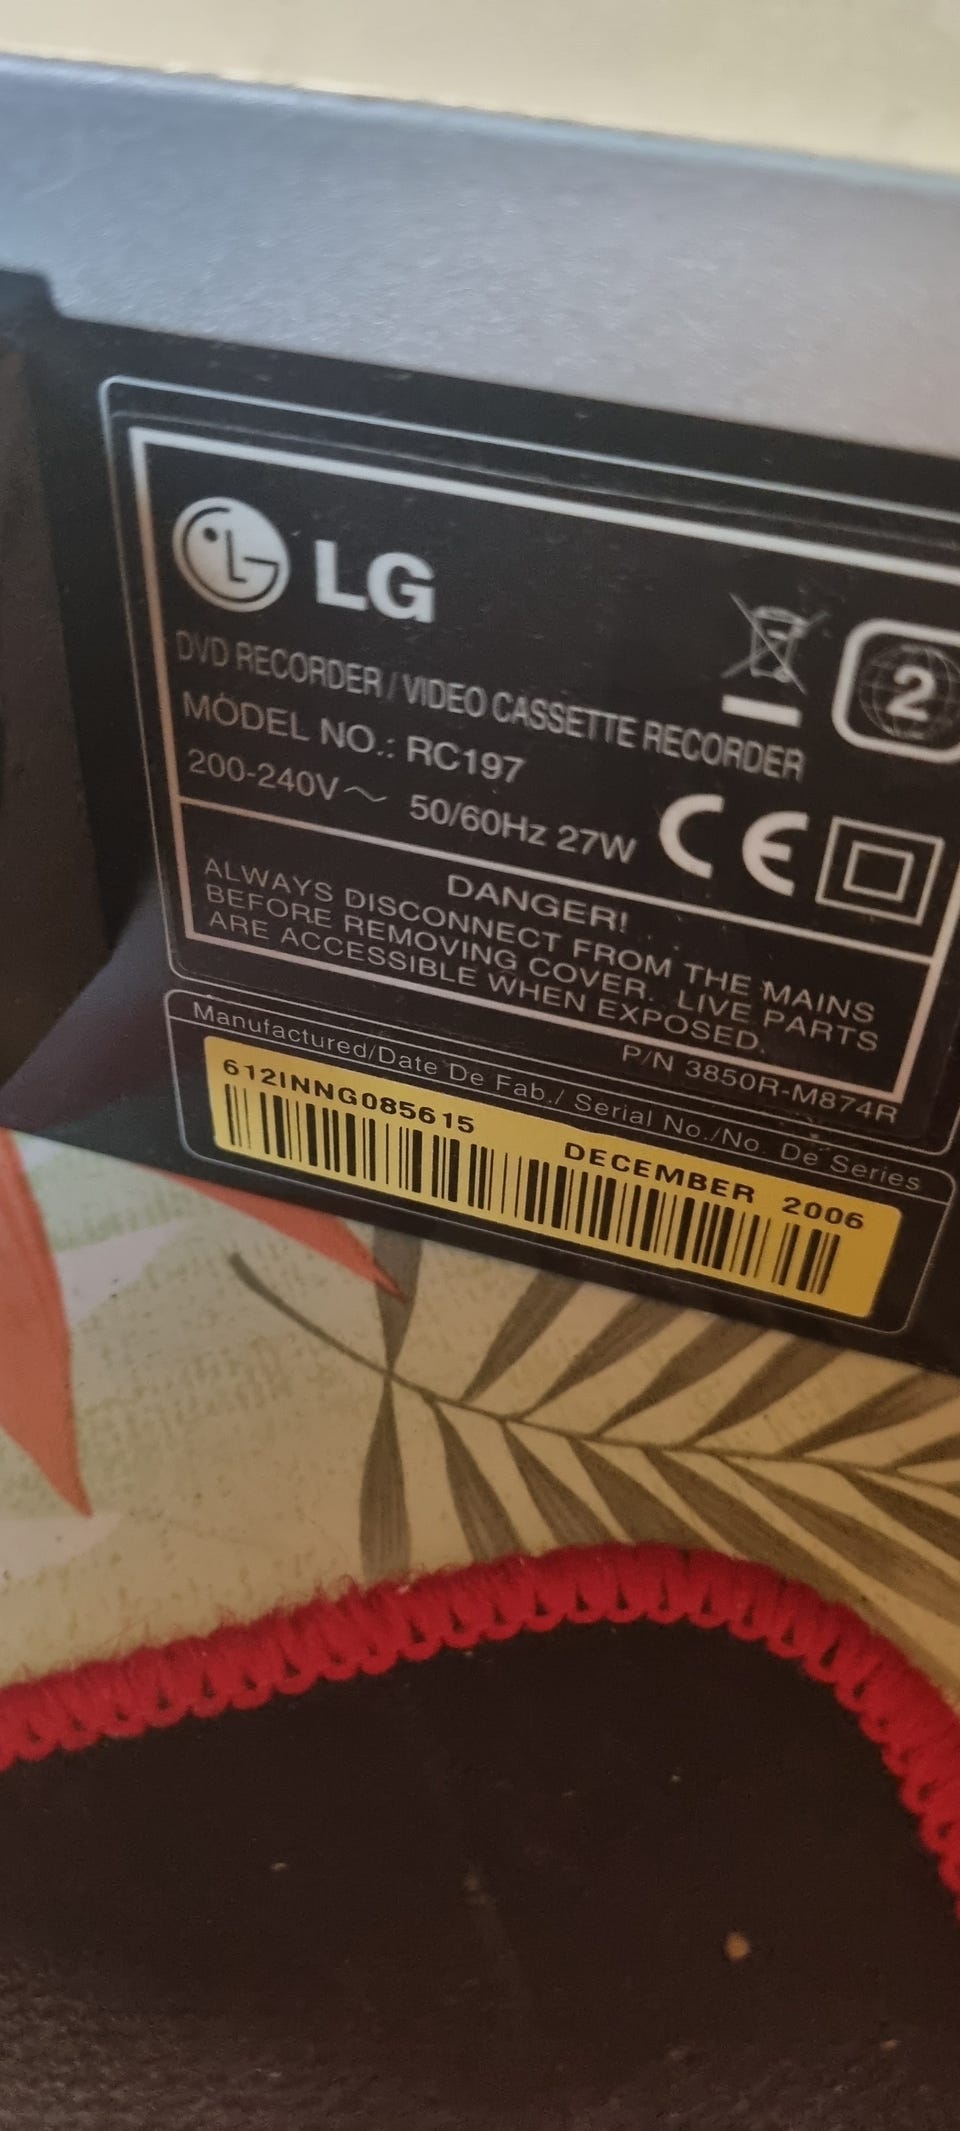 LG
2
DVD RECORDER / VIDEO CASSETTE RECORDER
MODEL NO.: RC197
200-240V~ 50/60Hz 27W
CE
DANGER!
ALWAYS DISCONNECT FROM THE MAINS
BEFORE REMOVING COVER. LIVE PARTS
ARE ACCESSIBLE WHEN EXPOSED.
P/N 3850R-M874R
Manufactured/Date De Fab./ Serial No./No. De Series
612INNG085615 DECEMBER 2006